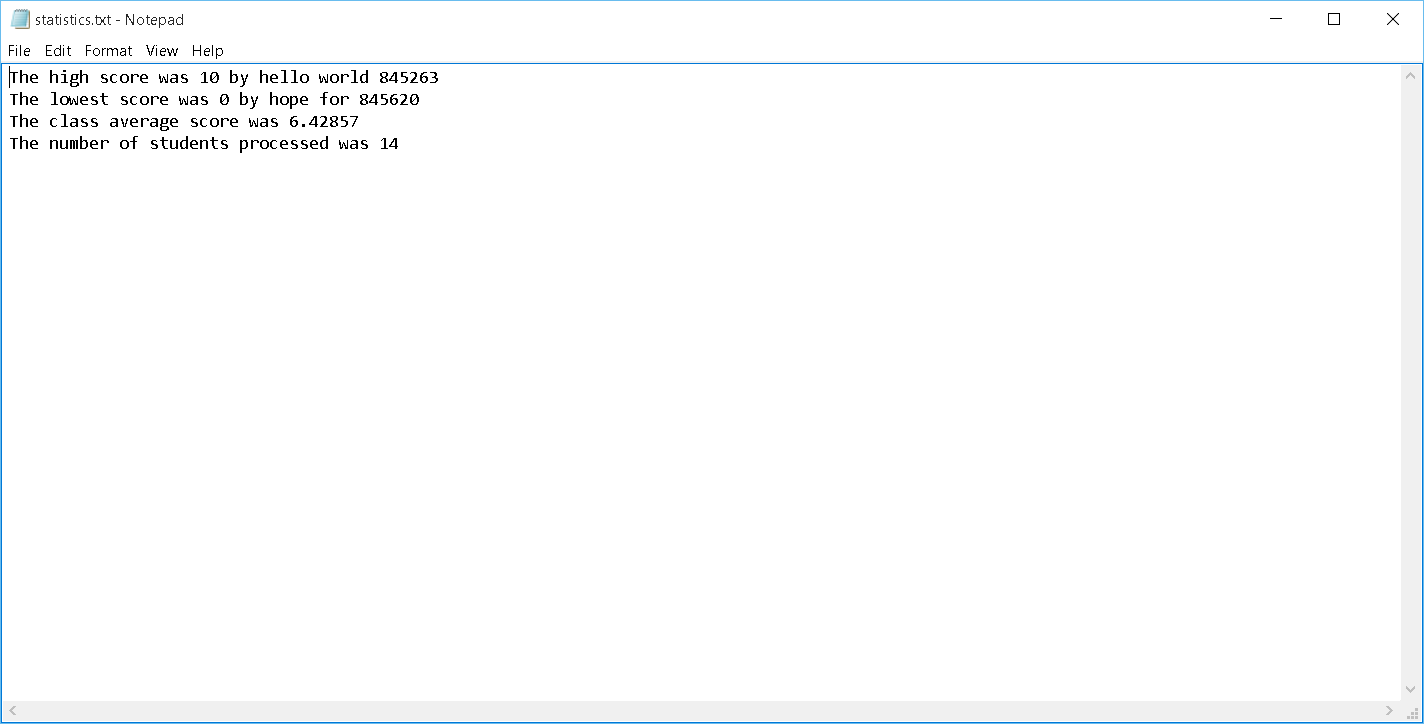 statistics.txt - Notepad
File Edit Format View Help
The high score was 10 by hello world 845263
The lowest score was 0 by hope for 845620
The class average score was 6.42857
The number of students processed was 14